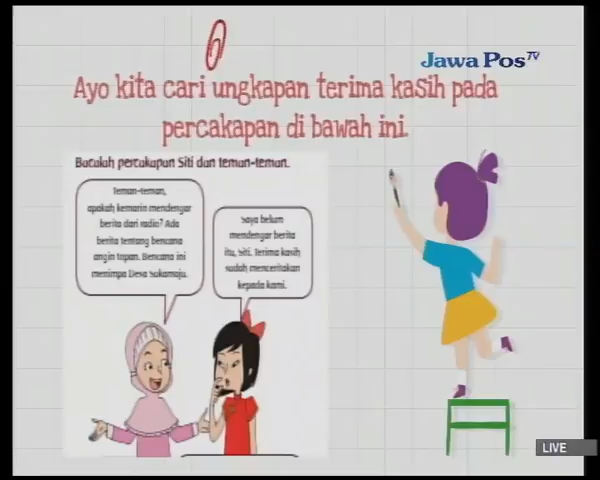 Jawa Pos TV
Ayo kita cari ungkapan terima kasih pada
percakapan di bawah ini.
Bacalah percakapan Siti dan teman-teman.
Teman-teman,
apakah kemarin mendengar
berita dari radio? Ada
berita tentang bencana
angin topan. Bencana ini
menimpa Desa Sukamaju.
Saya belum
mendengar berita
itu, Siti. Terima kasih
sudah menceritakan
kepada kami.
LIVE